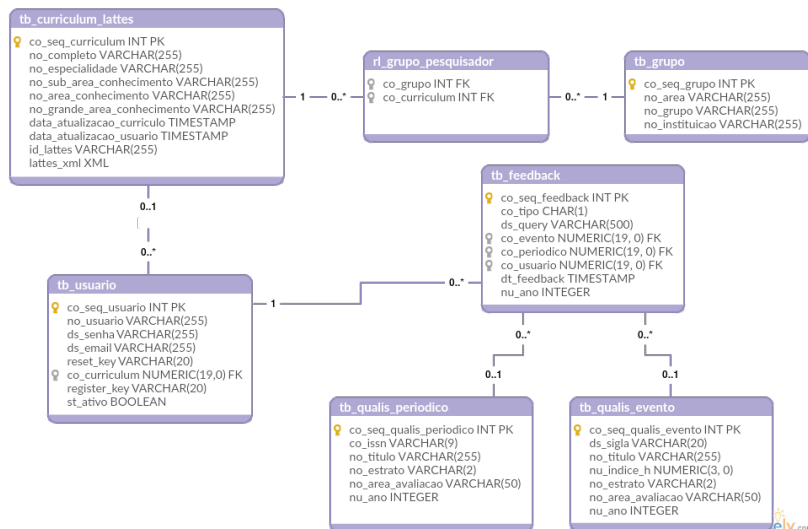 tb_curriculum_lattes
co_seq_curriculum INT PK
no_completo VARCHAR(255)
no_especialidade VARCHAR(255)
no_sub_area_conhecimento VARCHAR(255)
no_area_conhecimento VARCHAR(255)
no_grande_area_conhecimento VARCHAR(255)
data_atualizacao_curriculo TIMESTAMP
data_atualizacao_usuario TIMESTAMP
id_lattes VARCHAR(255)
lattes_xml XML
1
0..*
rl_grupo_pesquisador
co_grupo INT FK
co_curriculum INT FK
0..*
1
tb_grupo
co_seq_grupo INT PK
no_area VARCHAR(255)
no_grupo VARCHAR(255)
no_instituicao VARCHAR(255)
0..1
0..*
tb_usuario
co_seq_usuario INT PK
no_usuario VARCHAR(255)
ds_senha VARCHAR(255)
ds_email VARCHAR(255)
reset_key VARCHAR(20)
co_curriculum NUMERIC(19,0) FK
register_key VARCHAR(20)
st_ativo BOOLEAN
1
0..*
tb_feedback
co_seq_feedback INT PK
co_tipo CHAR(1)
ds_query VARCHAR(500)
co_evento NUMERIC(19, 0) FK
co_periodico NUMERIC(19, 0) FK
co_usuario NUMERIC(19, 0) FK
dt_feedback TIMESTAMP
nu_ano INTEGER
0..*
0..*
0..1
0..1
tb_qualis_periodico
co_seq_qualis_periodico INT PK
co_issn VARCHAR(9)
no_titulo VARCHAR(255)
no_estrato VARCHAR(2)
no_area_avaliacao VARCHAR(50)
nu_ano INTEGER
tb_qualis_evento
co_seq_qualis_evento INT PK
ds_sigla VARCHAR(20)
no_titulo VARCHAR(255)
nu_indice_h NUMERIC(3, 0)
no_estrato VARCHAR(2)
no_area_avaliacao VARCHAR(50)
nu_ano INTEGER